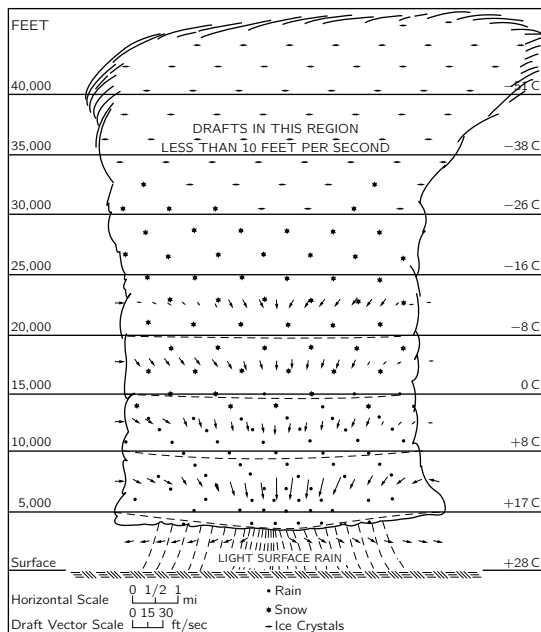 FEET
40,000 −51 C
DRAFTS IN THIS REGION
LESS THAN 10 FEET PER SECOND
35,000 −38 C
30,000 −26 C
25,000 −16 C
20,000 −8 C
15,000 0 C
10,000 +8 C
5,000 +17 C
LIGHT SURFACE RAIN
Surface +28 C
0 1/2 1
Horizontal Scale mi
0 15 30
Draft Vector Scale ft/sec
Rain
Snow
Ice Crystals